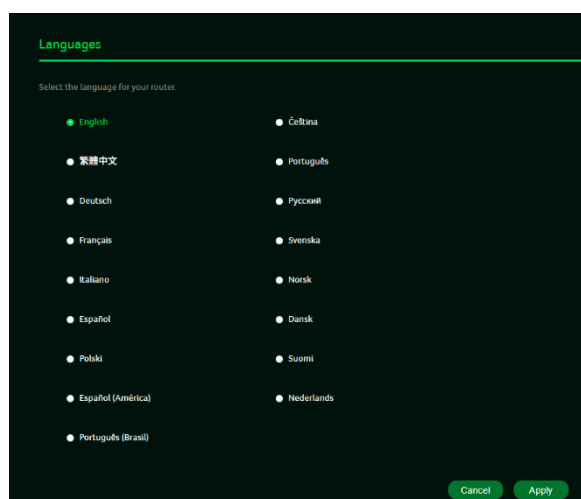 Languages
Select the language for your router.
English
Čeština
繁體中文
Português
Deutsch
Русский
Français
Svenska
Italiano
Norsk
Español
Dansk
Polski
Suomi
Español (América)
Nederlands
Português (Brasil)
Cancel
Apply